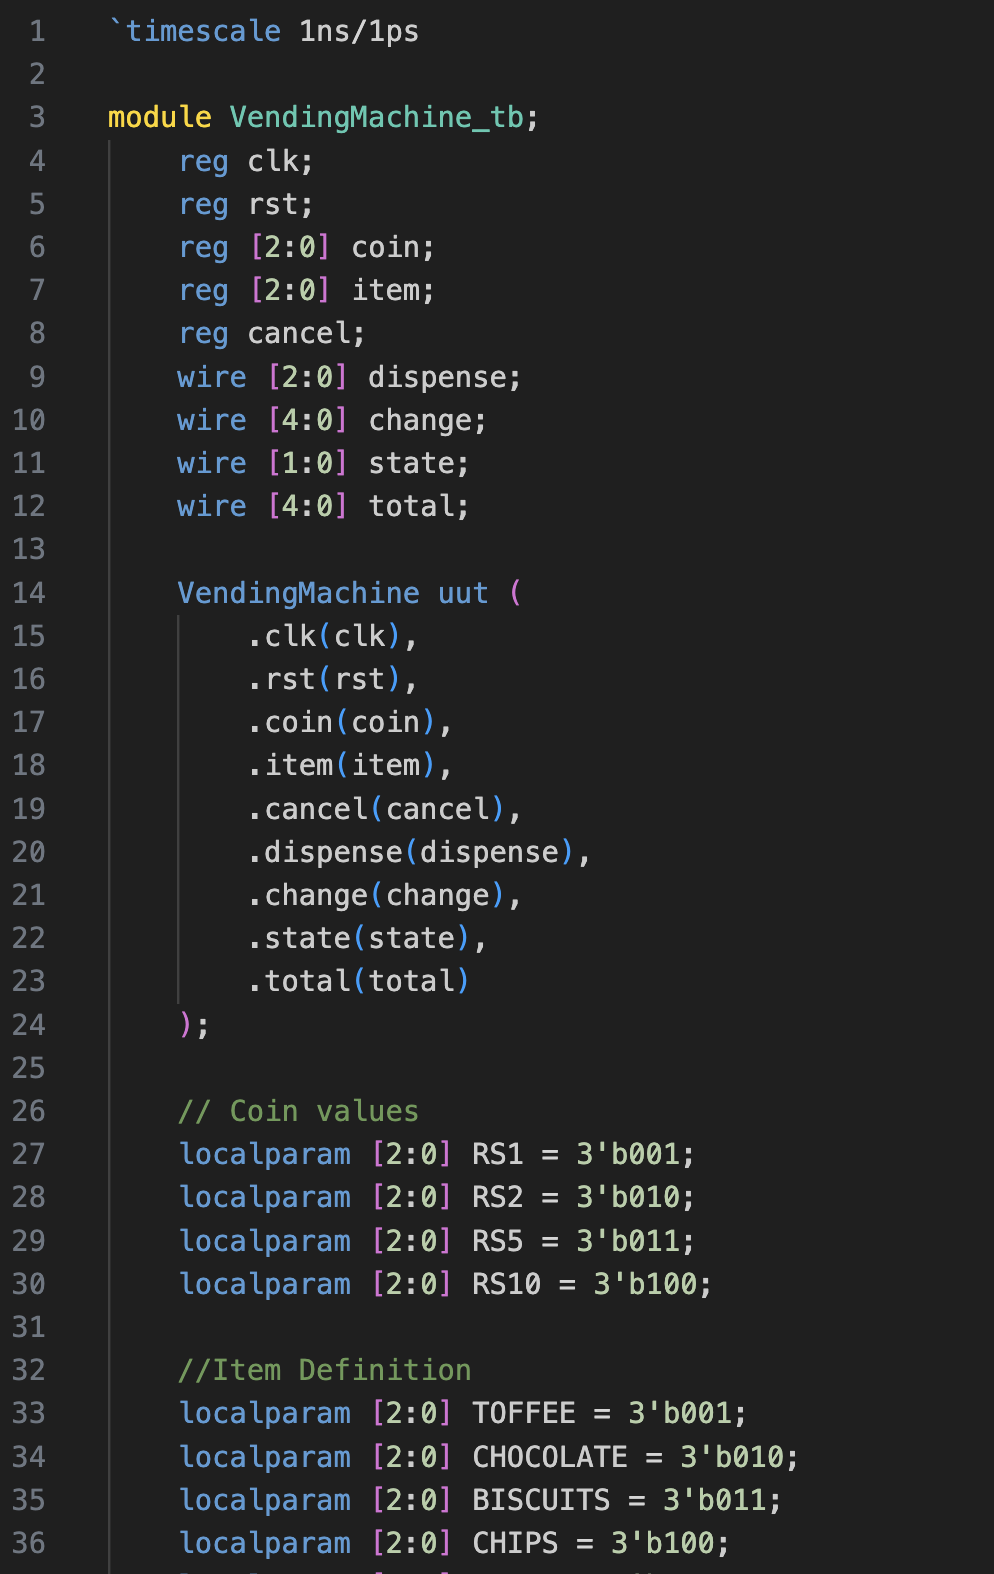 1 `timescale 1ns/1ps
2
3 module VendingMachine_tb;
4     reg clk;
5     reg rst;
6     reg [2:0] coin;
7     reg [2:0] item;
8     reg cancel;
9     wire [2:0] dispense;
10     wire [4:0] change;
11     wire [1:0] state;
12     wire [4:0] total;
13
14     VendingMachine uut (
15         .clk(clk),
16         .rst(rst),
17         .coin(coin),
18         .item(item),
19         .cancel(cancel),
20         .dispense(dispense),
21         .change(change),
22         .state(state),
23         .total(total)
24     );
25
26     // Coin values
27     localparam [2:0] RS1 = 3'b001;
28     localparam [2:0] RS2 = 3'b010;
29     localparam [2:0] RS5 = 3'b011;
30     localparam [2:0] RS10 = 3'b100;
31
32     //Item Definition
33     localparam [2:0] TOFFEE = 3'b001;
34     localparam [2:0] CHOCOLATE = 3'b010;
35     localparam [2:0] BISCUITS = 3'b011;
36     localparam [2:0] CHIPS = 3'b100;